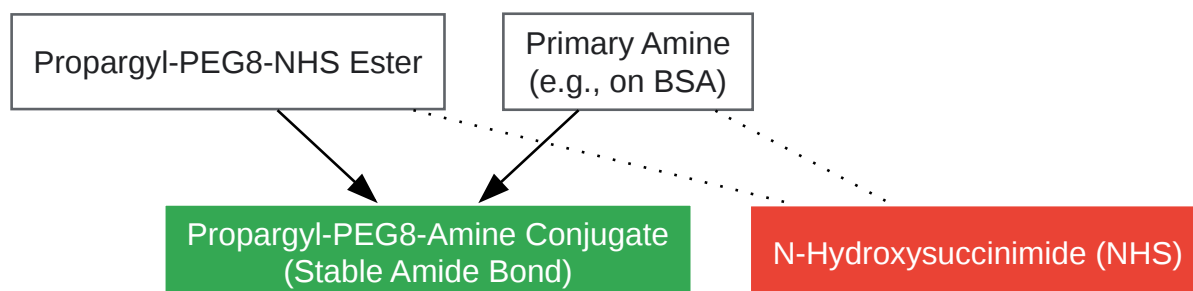 Propargyl-PEG8-NHS Ester
Primary Amine
(e.g., on BSA)
Propargyl-PEG8-Amine Conjugate
(Stable Amide Bond)
N-Hydroxysuccinimide (NHS)